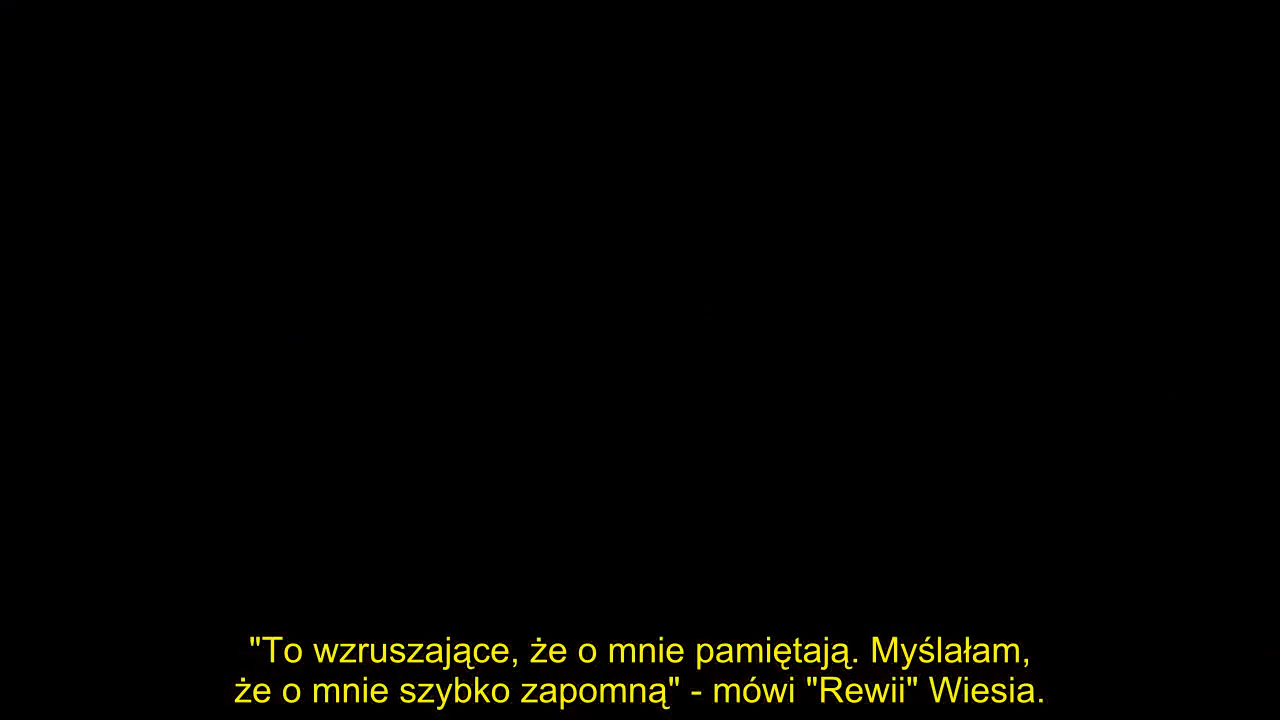 "To wzruszające, że o mnie pamiętają. Myślałam,
że o mnie szybko zapomną" - mówi "Rewii" Wiesia.